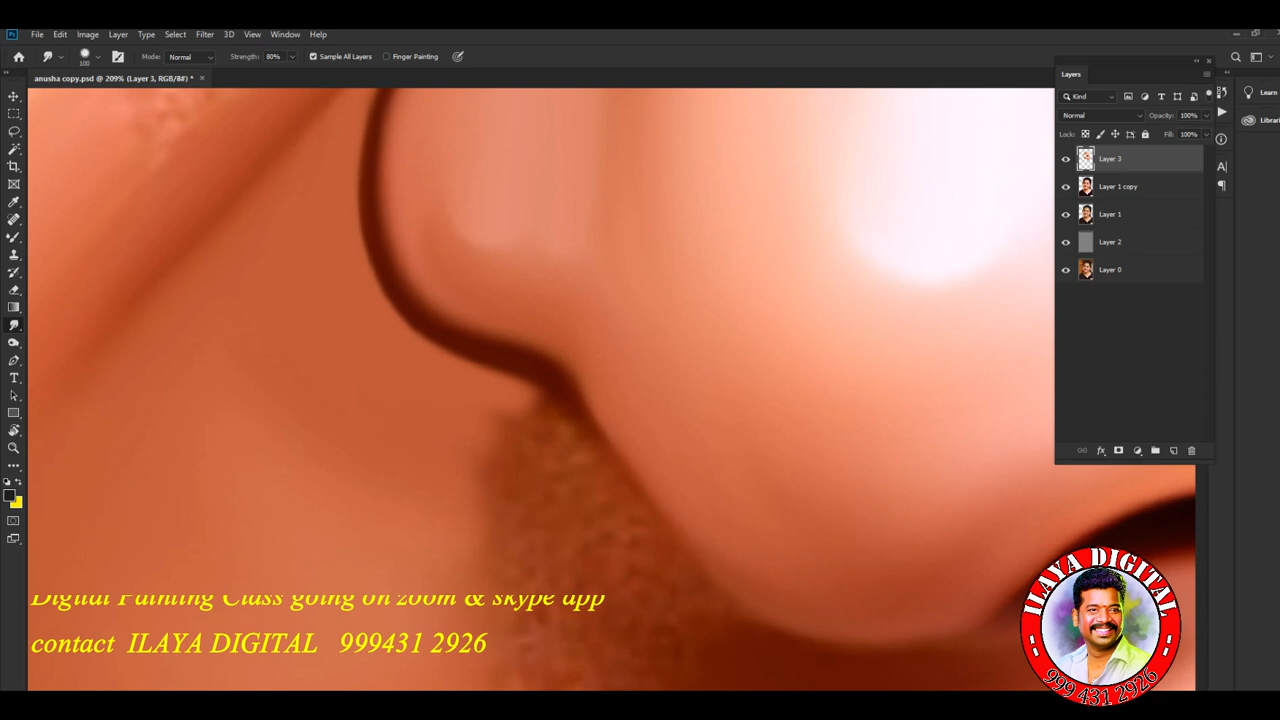 Ps File Edit Image Layer Type Select Filter 3D View Window Help
100 Mode: Normal Strength: 80% Sample All Layers Finger Painting
anusha copy.psd @ 209% (Layer 3, RGB/8#) * ×
Layers
Learn
Kind
Normal Opacity: 100%
Lock: Fill: 100%
Layer 3
Layer 1 copy
Layer 1
Layer 2
Layer 0
Digital Painting Class going on zoom & skype app
contact ILAYA DIGITAL 999431 2926
ILAYA DIGITAL
999 431 2926